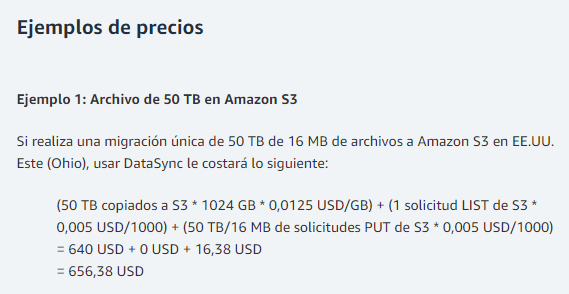 Ejemplos de precios
Ejemplo 1: Archivo de 50 TB en Amazon S3
Si realiza una migración única de 50 TB de 16 MB de archivos a Amazon S3 en EE.UU.
Este (Ohio), usar DataSync le costará lo siguiente:
(50 TB copiados a S3 * 1024 GB * 0,0125 USD/GB) + (1 solicitud LIST de S3 *
0,005 USD/1000) + (50 TB/16 MB de solicitudes PUT de S3 * 0,005 USD/1000)
= 640 USD + 0 USD + 16,38 USD
= 656,38 USD